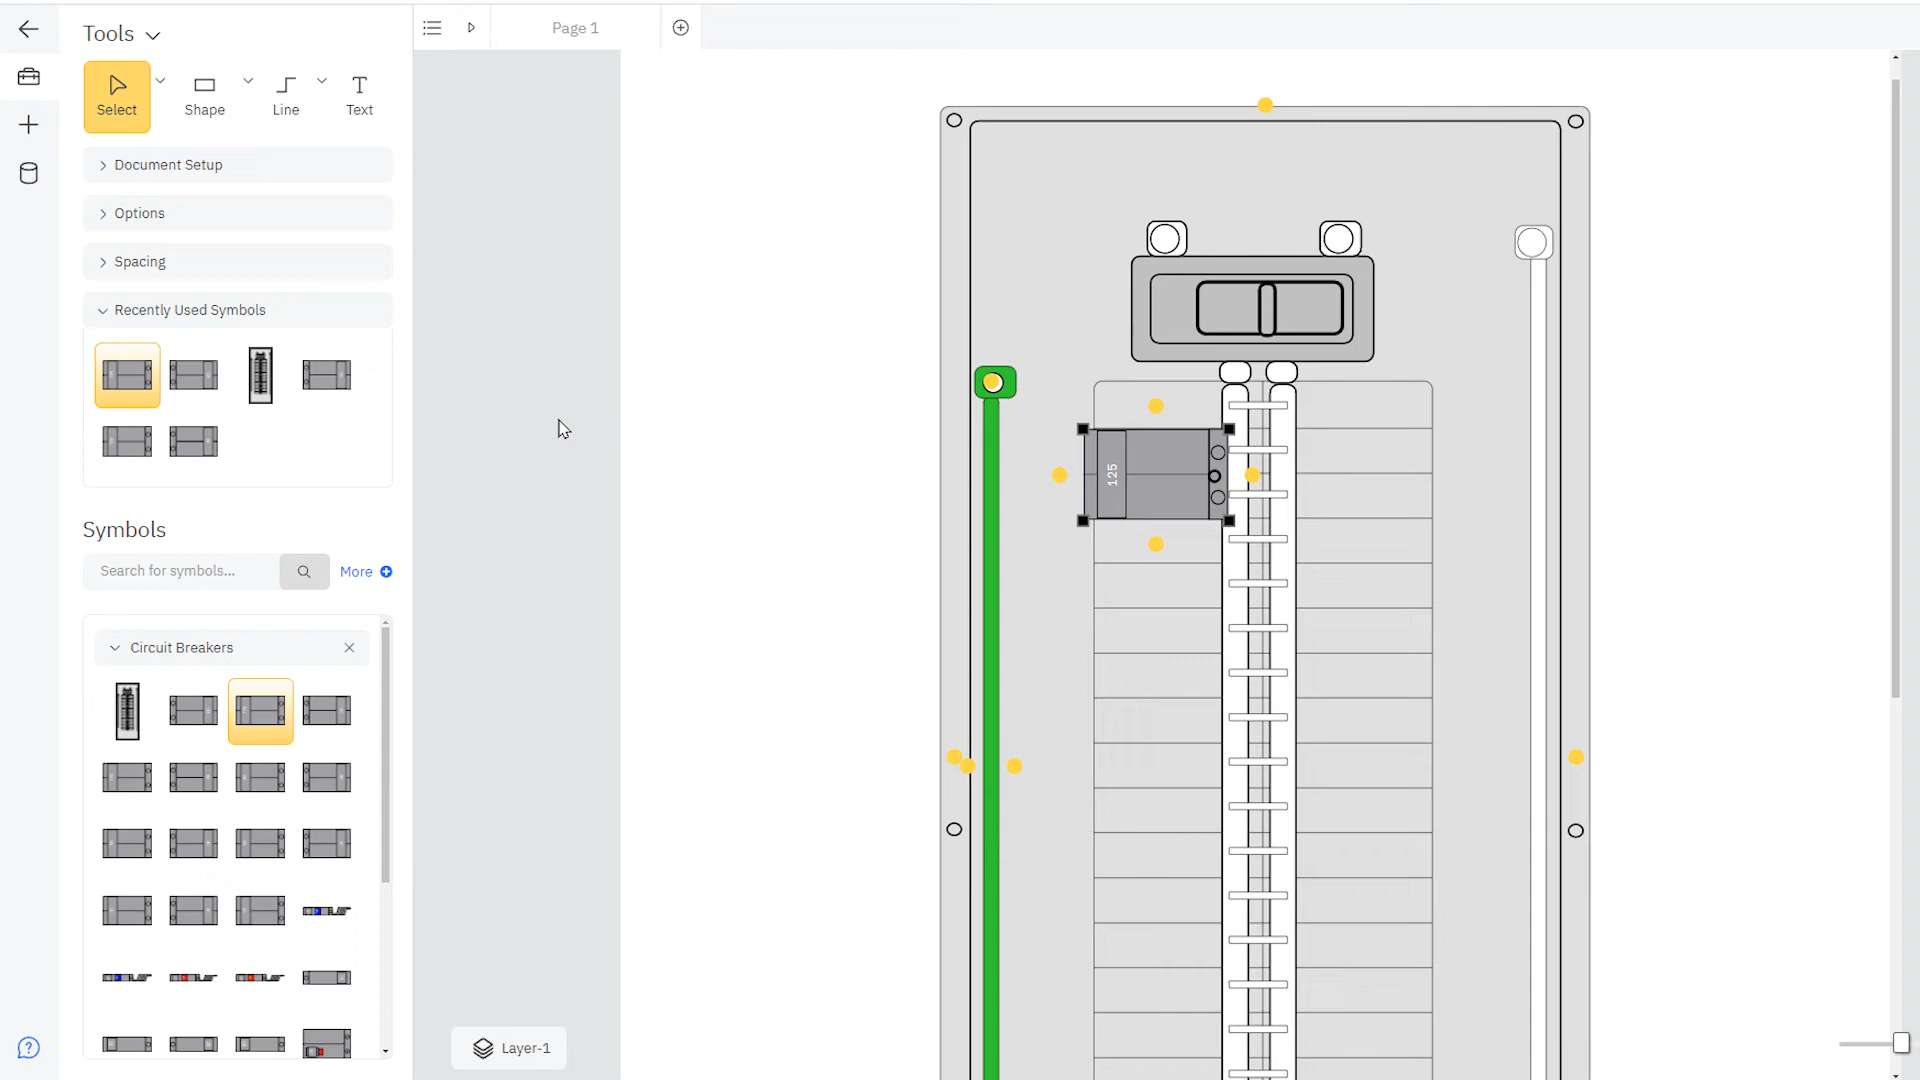 Tools
Page 1
Select
Shape
Line
Text
Document Setup
Options
Spacing
Recently Used Symbols
Symbols
Search for symbols...
More
Circuit Breakers
125
Layer-1